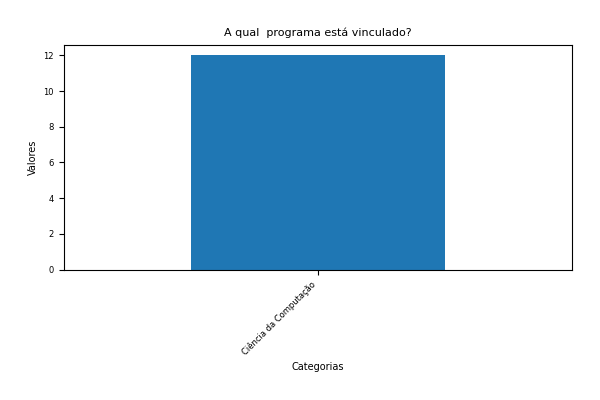 A qual  programa está vinculado?
12
10
8
6
4
2
0
Valores
Ciência da Computação
Categorias